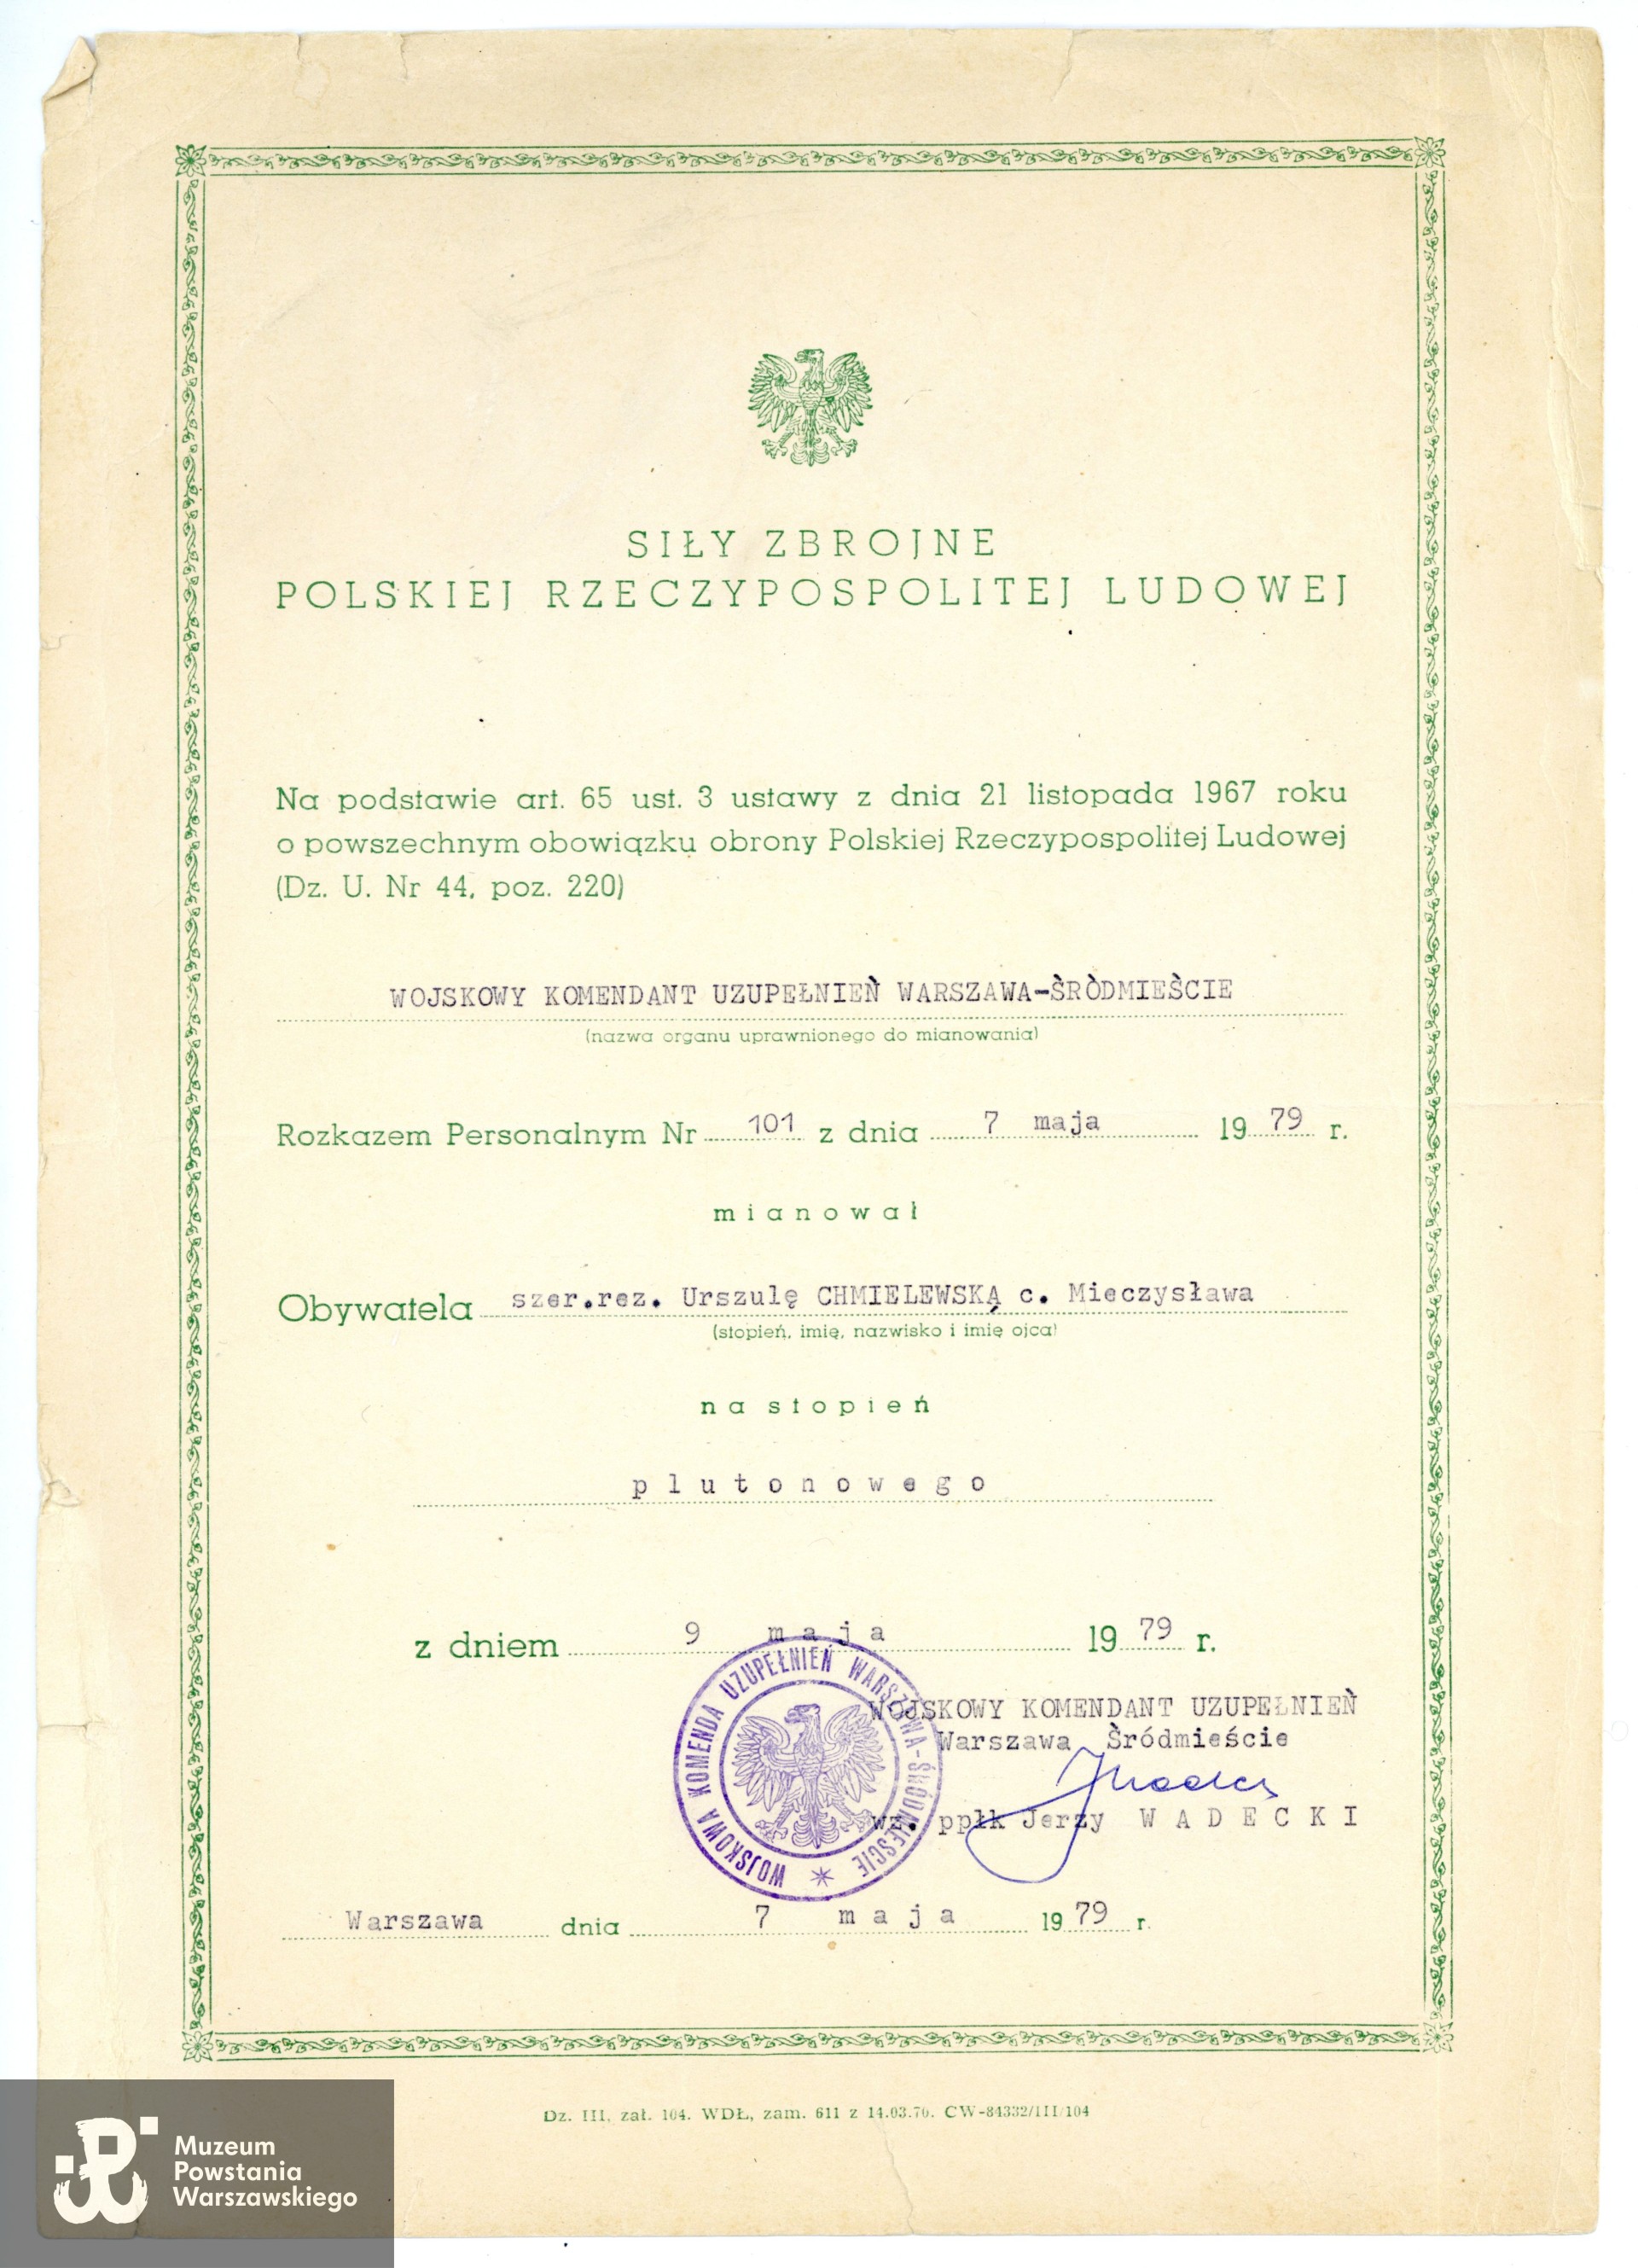 SIŁY ZBROJNE
POLSKIEJ RZECZYPOSPOLITEJ LUDOWEJ
Na podstawie art. 65 ust. 3 ustawy z dnia 21 listopada 1967 roku
o powszechnym obowiązku obrony Polskiej Rzeczypospolitej Ludowej
(Dz. U. Nr 44, poz. 220)
WOJSKOWY KOMENDANT UZUPEŁNIEŃ WARSZAWA-ŚRÓDMIEŚCIE
(nazwa organu uprawnionego do mianowania)
Rozkazem Personalnym Nr 101 z dnia 7 maja 1979 r.
mianował
Obywatela szer.rez. Urszulę CHMIELEWSKĄ c. Mieczysława
(stopień, imię, nazwisko i imię ojca)
na stopień
plutonowego
z dniem 9 maja 1979 r.
WOJSKOWA KOMENDA UZUPEŁNIEŃ WARSZAWA-ŚRÓDMIEŚCIE
WOJSKOWY KOMENDANT UZUPEŁNIEŃ
Warszawa Śródmieście
wz. ppłk Jerzy WADECKI
Warszawa dnia 7 maja 1979 r.
Dz. III, zał. 104. WDŁ, zam. 611 z 14.03.70. CW-84332/III/104
Muzeum
Powstania
Warszawskiego